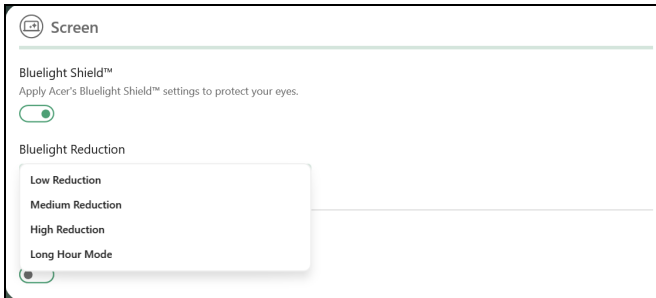 Screen
Bluelight Shield™
Apply Acer's Bluelight Shield™ settings to protect your eyes.
Bluelight Reduction
Low Reduction
Medium Reduction
High Reduction
Long Hour Mode